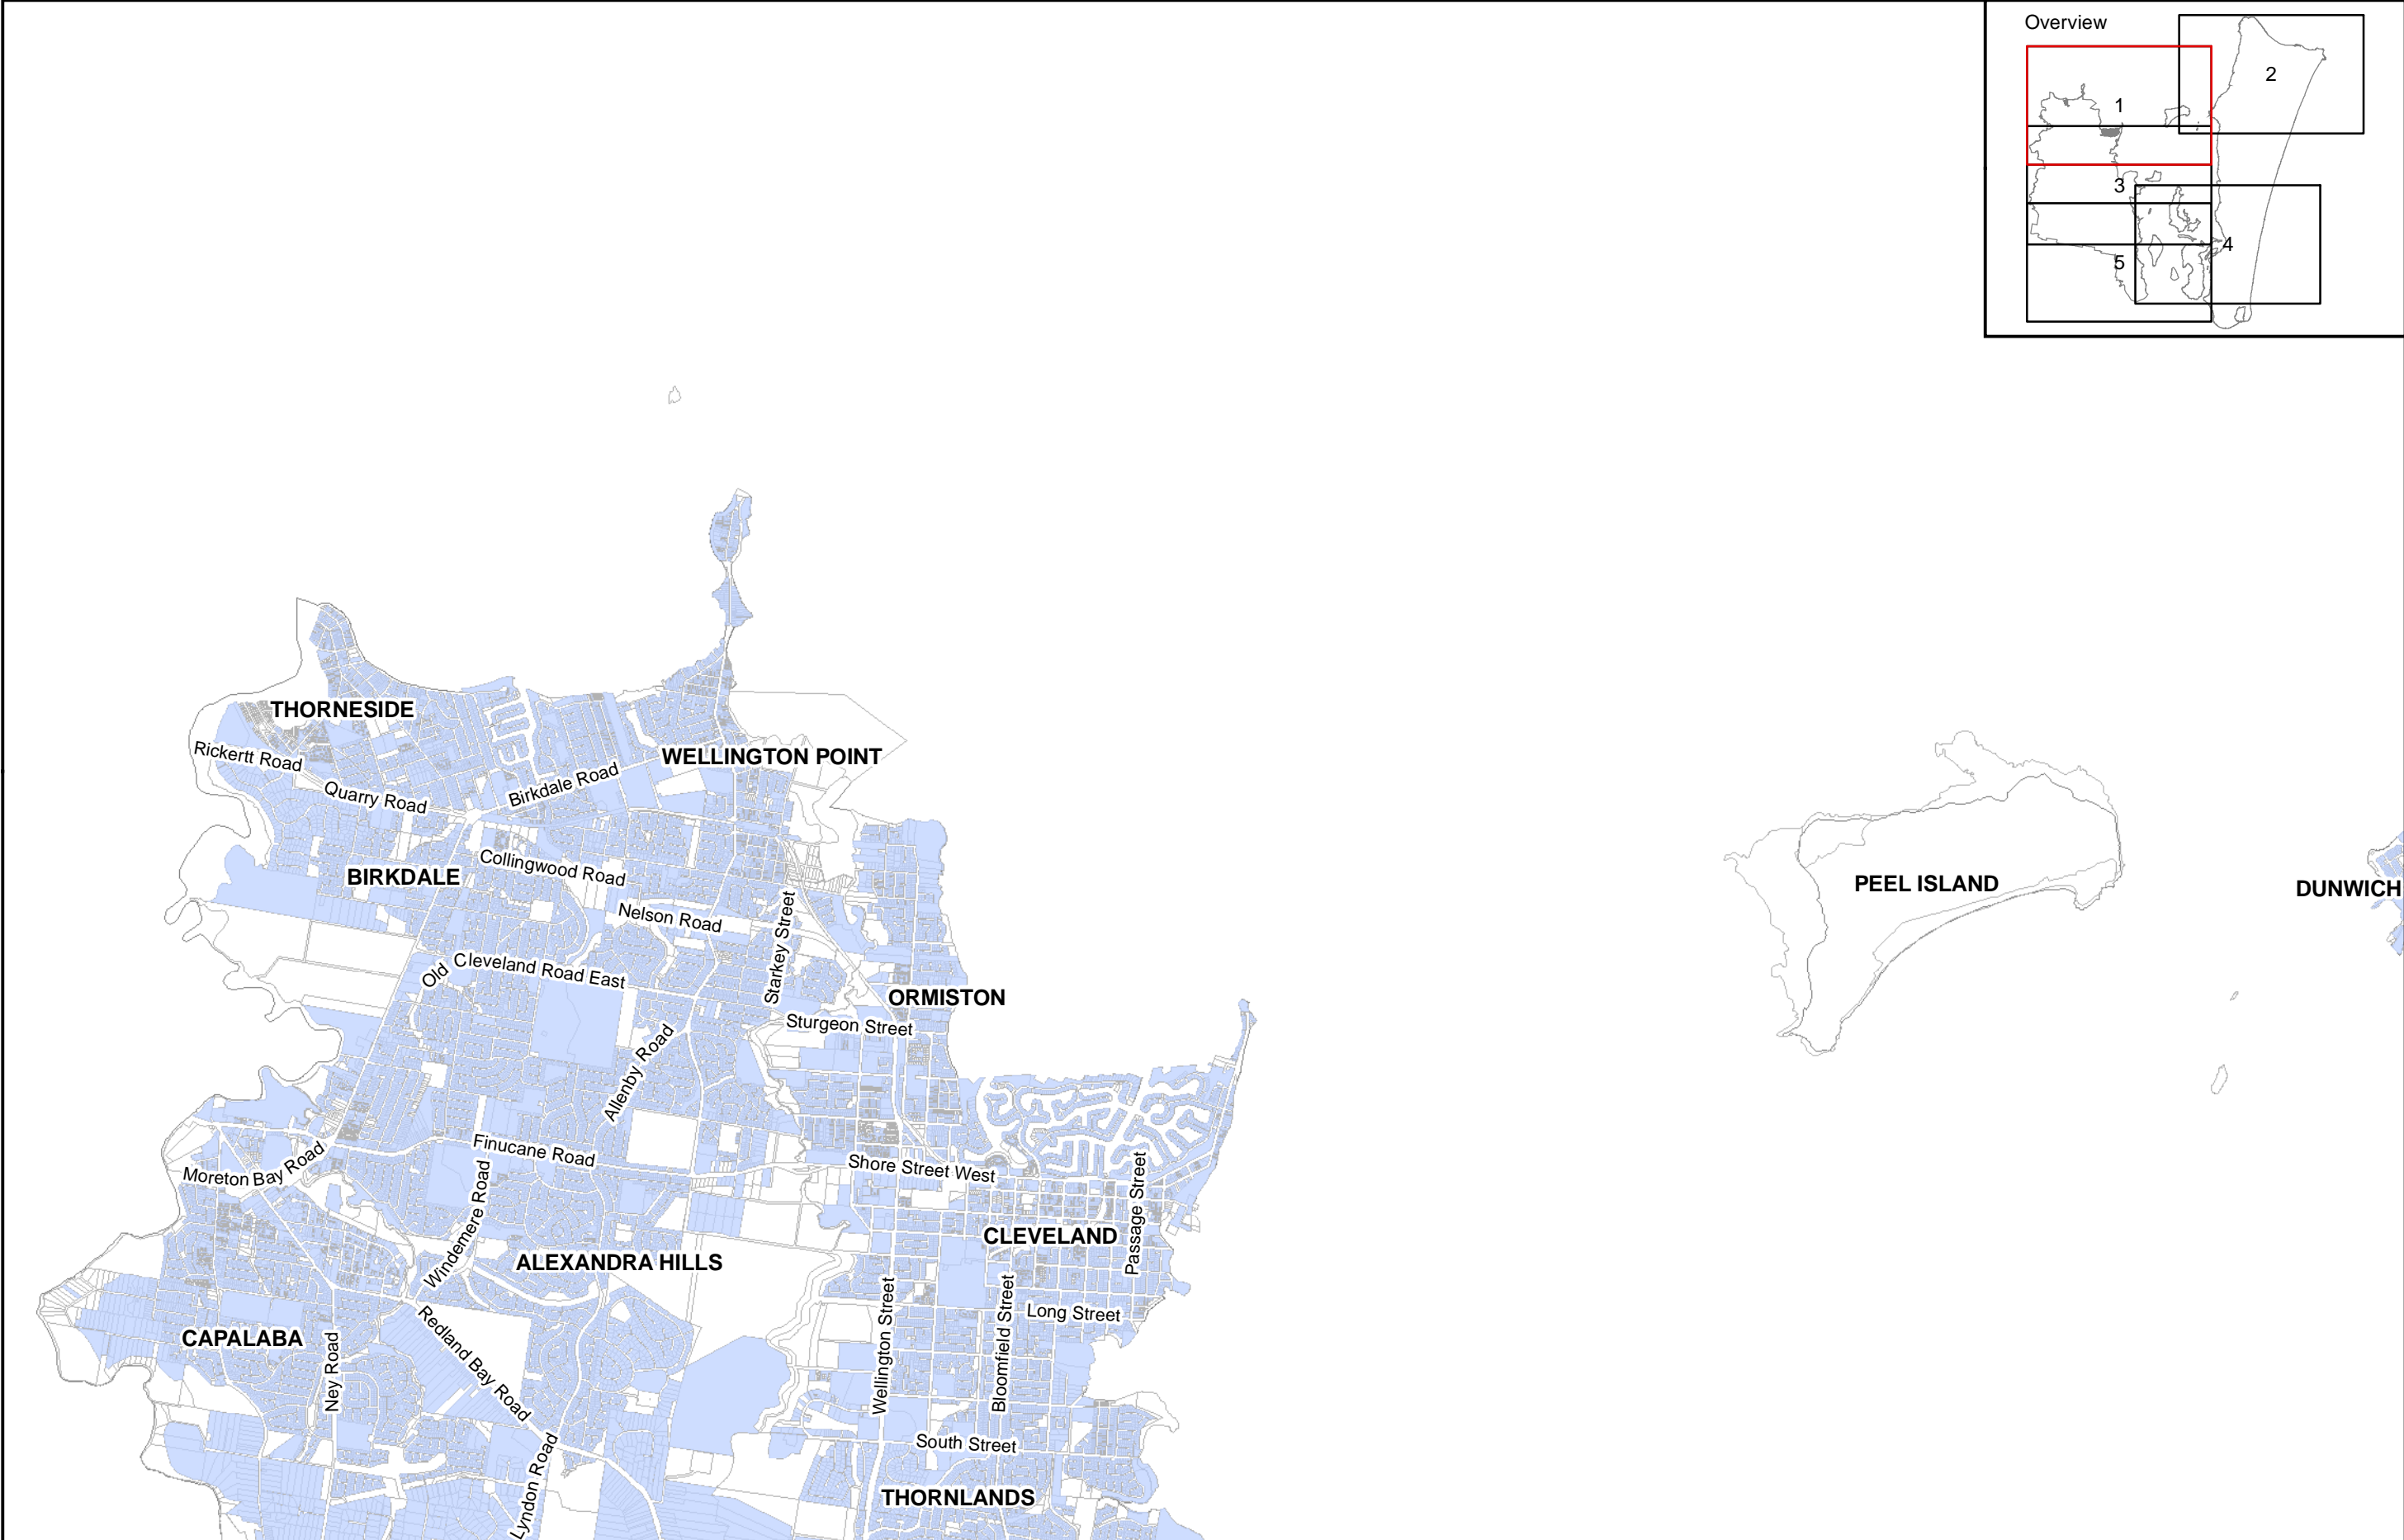 Overview
2
1
3
4
5
THORNESIDE
WELLINGTON POINT
Rickertt Road
Quarry Road
Birkdale Road
BIRKDALE
Collingwood Road
Nelson Road
Starkey Street
PEEL ISLAND
DUNWICH
Old Cleveland Road East
ORMISTON
Sturgeon Street
Allenby Road
Finucane Road
Moreton Bay Road
Shore Street West
Windemere Road
Passage Street
CLEVELAND
ALEXANDRA HILLS
Wellington Street
Bloomfield Street
Long Street
CAPALABA
Ney Road
Redland Bay Road
South Street
Lyndon Road
THORNLANDS